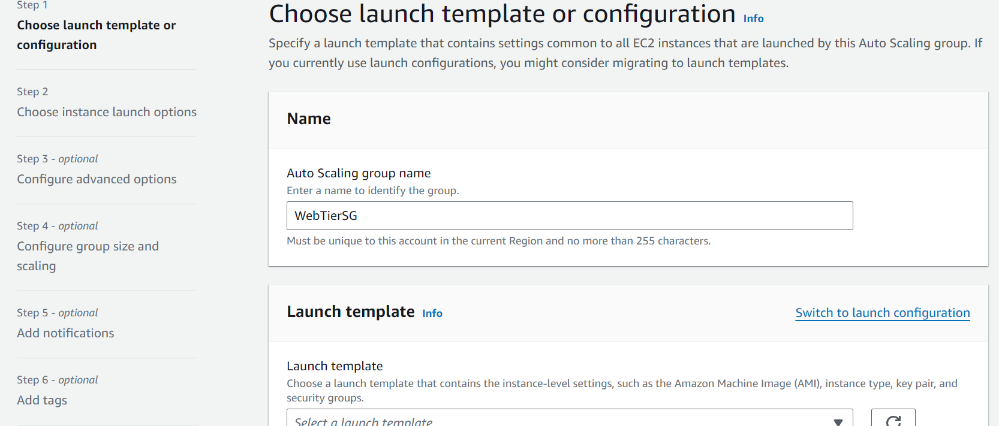 Step 1
Choose launch template or
configuration
Step 2
Choose instance launch options
Step 3 - optional
Configure advanced options
Step 4 - optional
Configure group size and
scaling
Step 5 - optional
Add notifications
Step 6 - optional
Add tags
Choose launch template or configuration Info
Specify a launch template that contains settings common to all EC2 instances that are launched by this Auto Scaling group. If
you currently use launch configurations, you might consider migrating to launch templates.
Name
Auto Scaling group name
Enter a name to identify the group.
WebTierSG
Must be unique to this account in the current Region and no more than 255 characters.
Launch template Info
Switch to launch configuration
Launch template
Choose a launch template that contains the instance-level settings, such as the Amazon Machine Image (AMI), instance type, key pair, and
security groups.
Select a launch template